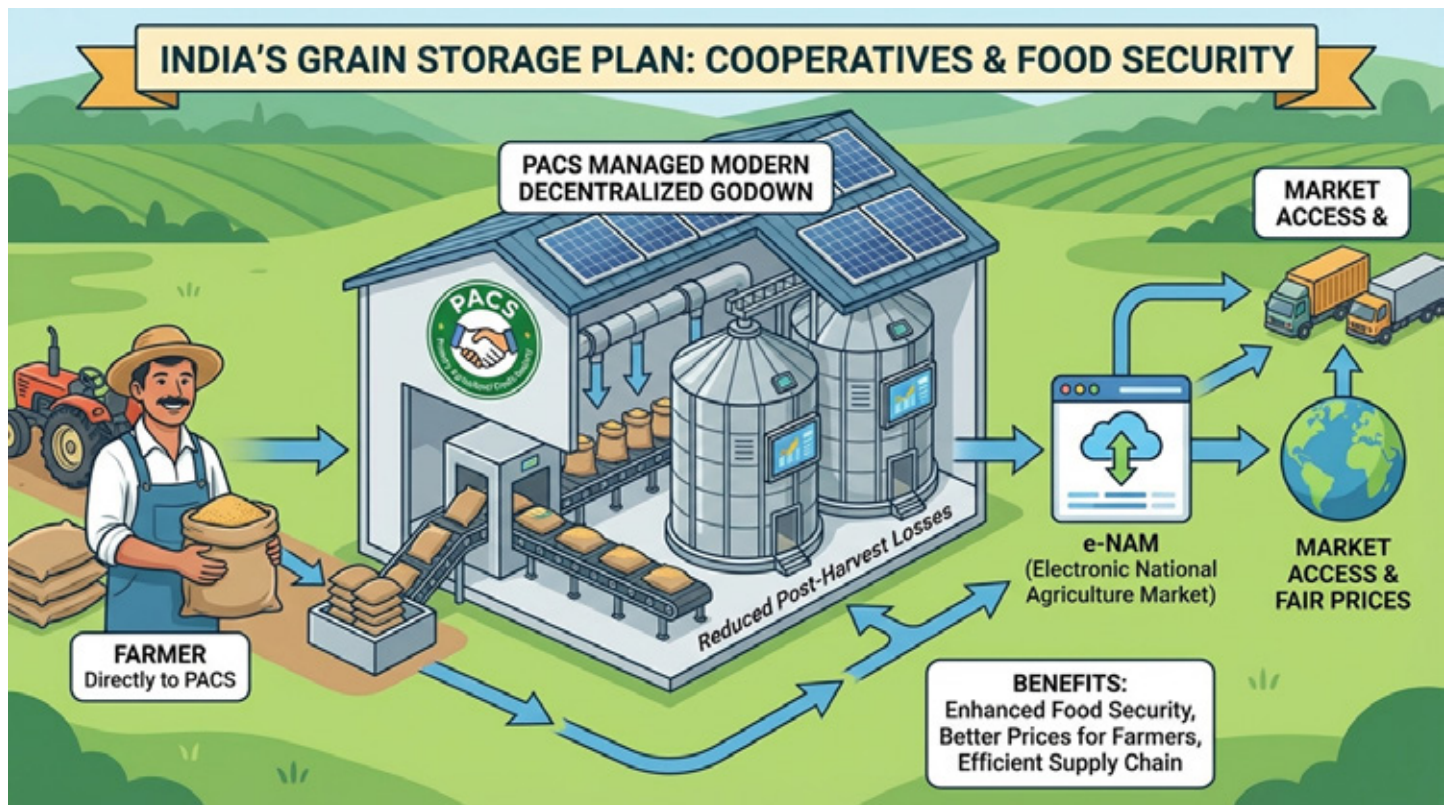 INDIA'S GRAIN STORAGE PLAN: COOPERATIVES & FOOD SECURITY
PACS MANAGED MODERN
DECENTRALIZED GODOWN
MARKET
ACCESS &
PACS
FARMER
Directly to PACS
Reduced Post-Harvest Losses
e-NAM
(Electronic National
Agriculture Market)
MARKET
ACCESS &
FAIR PRICES
BENEFITS:
Enhanced Food Security,
Better Prices for Farmers,
Efficient Supply Chain